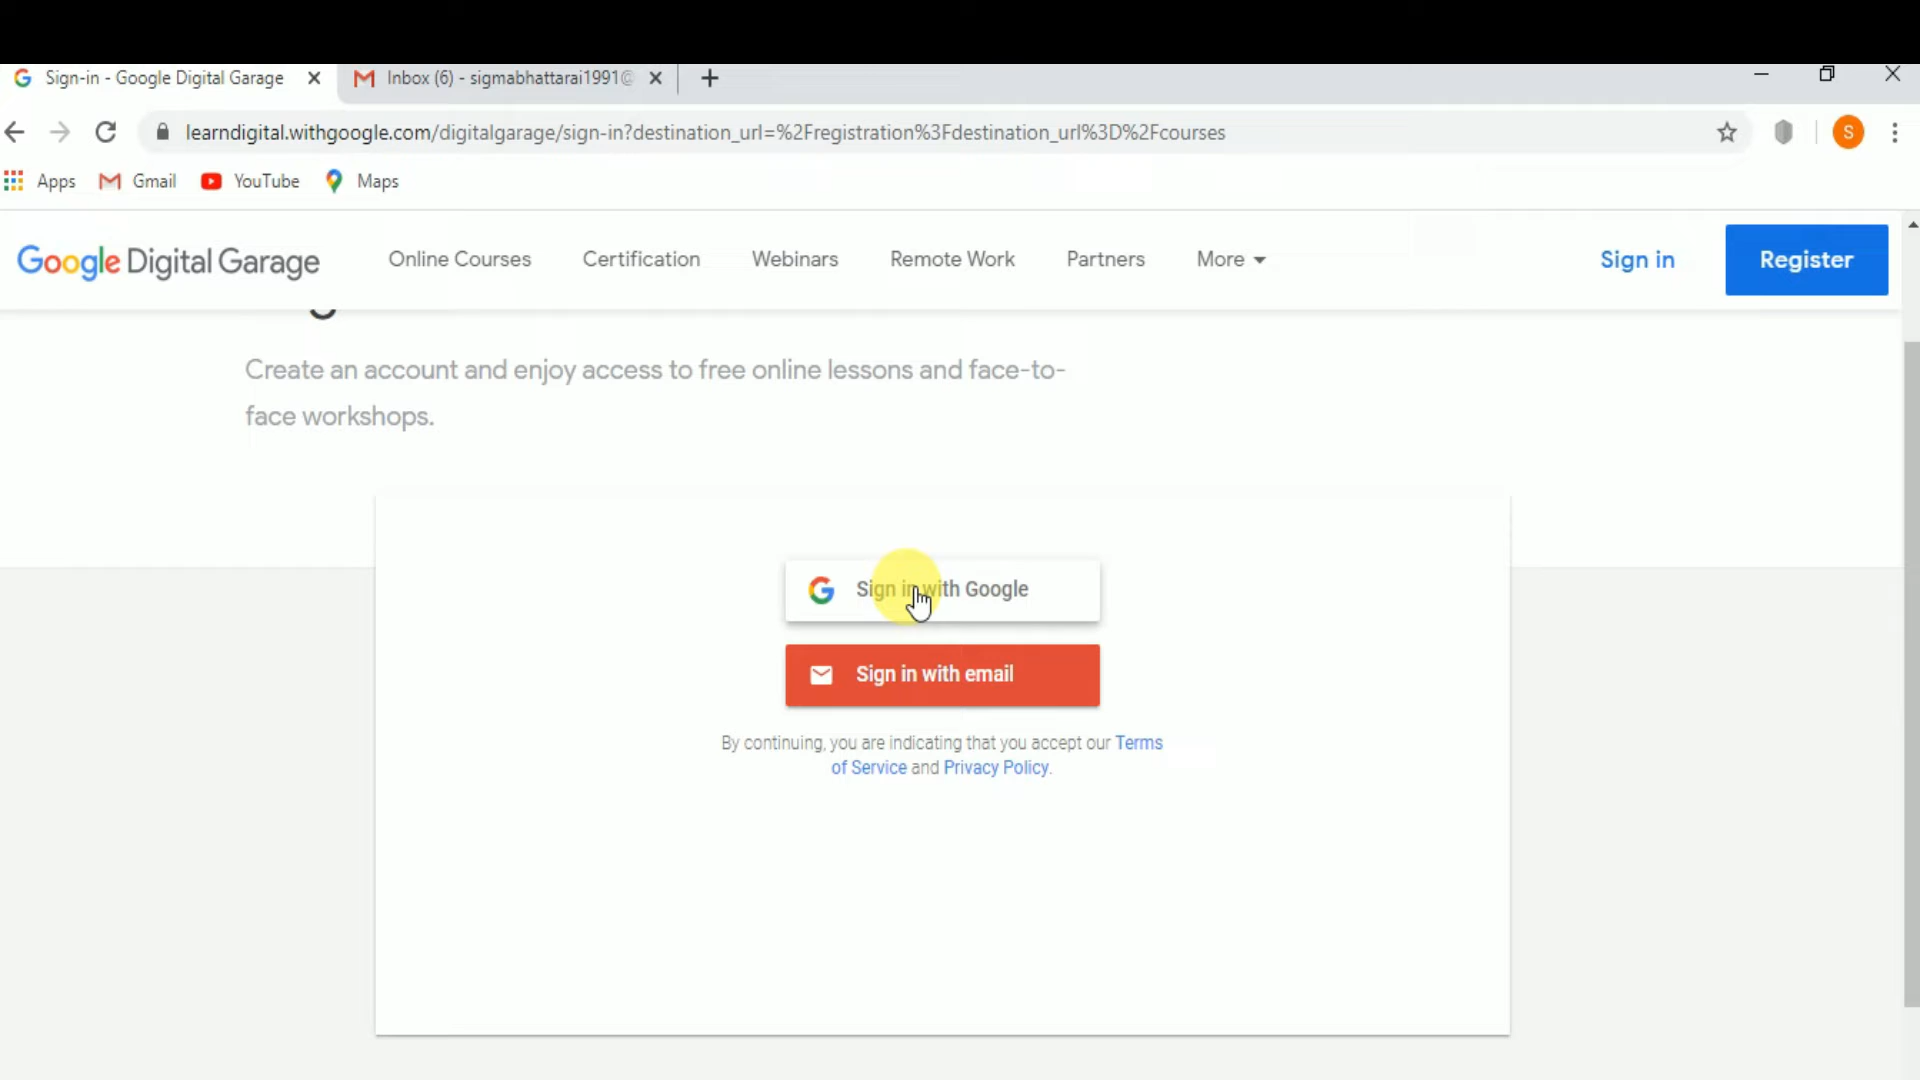 Sign-in - Google Digital Garage
Inbox (6) - sigmabhattarai1991@
learndigital.withgoogle.com/digitalgarage/sign-in?destination_url=%2Fregistration%3Fdestination_url%3D%2Fcourses
S
Apps
Gmail
YouTube
Maps
Google Digital Garage
Online Courses
Certification
Webinars
Remote Work
Partners
More
Sign in
Register
Create an account and enjoy access to free online lessons and face-to-
face workshops.
Sign in with Google
Sign in with email
By continuing, you are indicating that you accept our Terms
of Service and Privacy Policy.